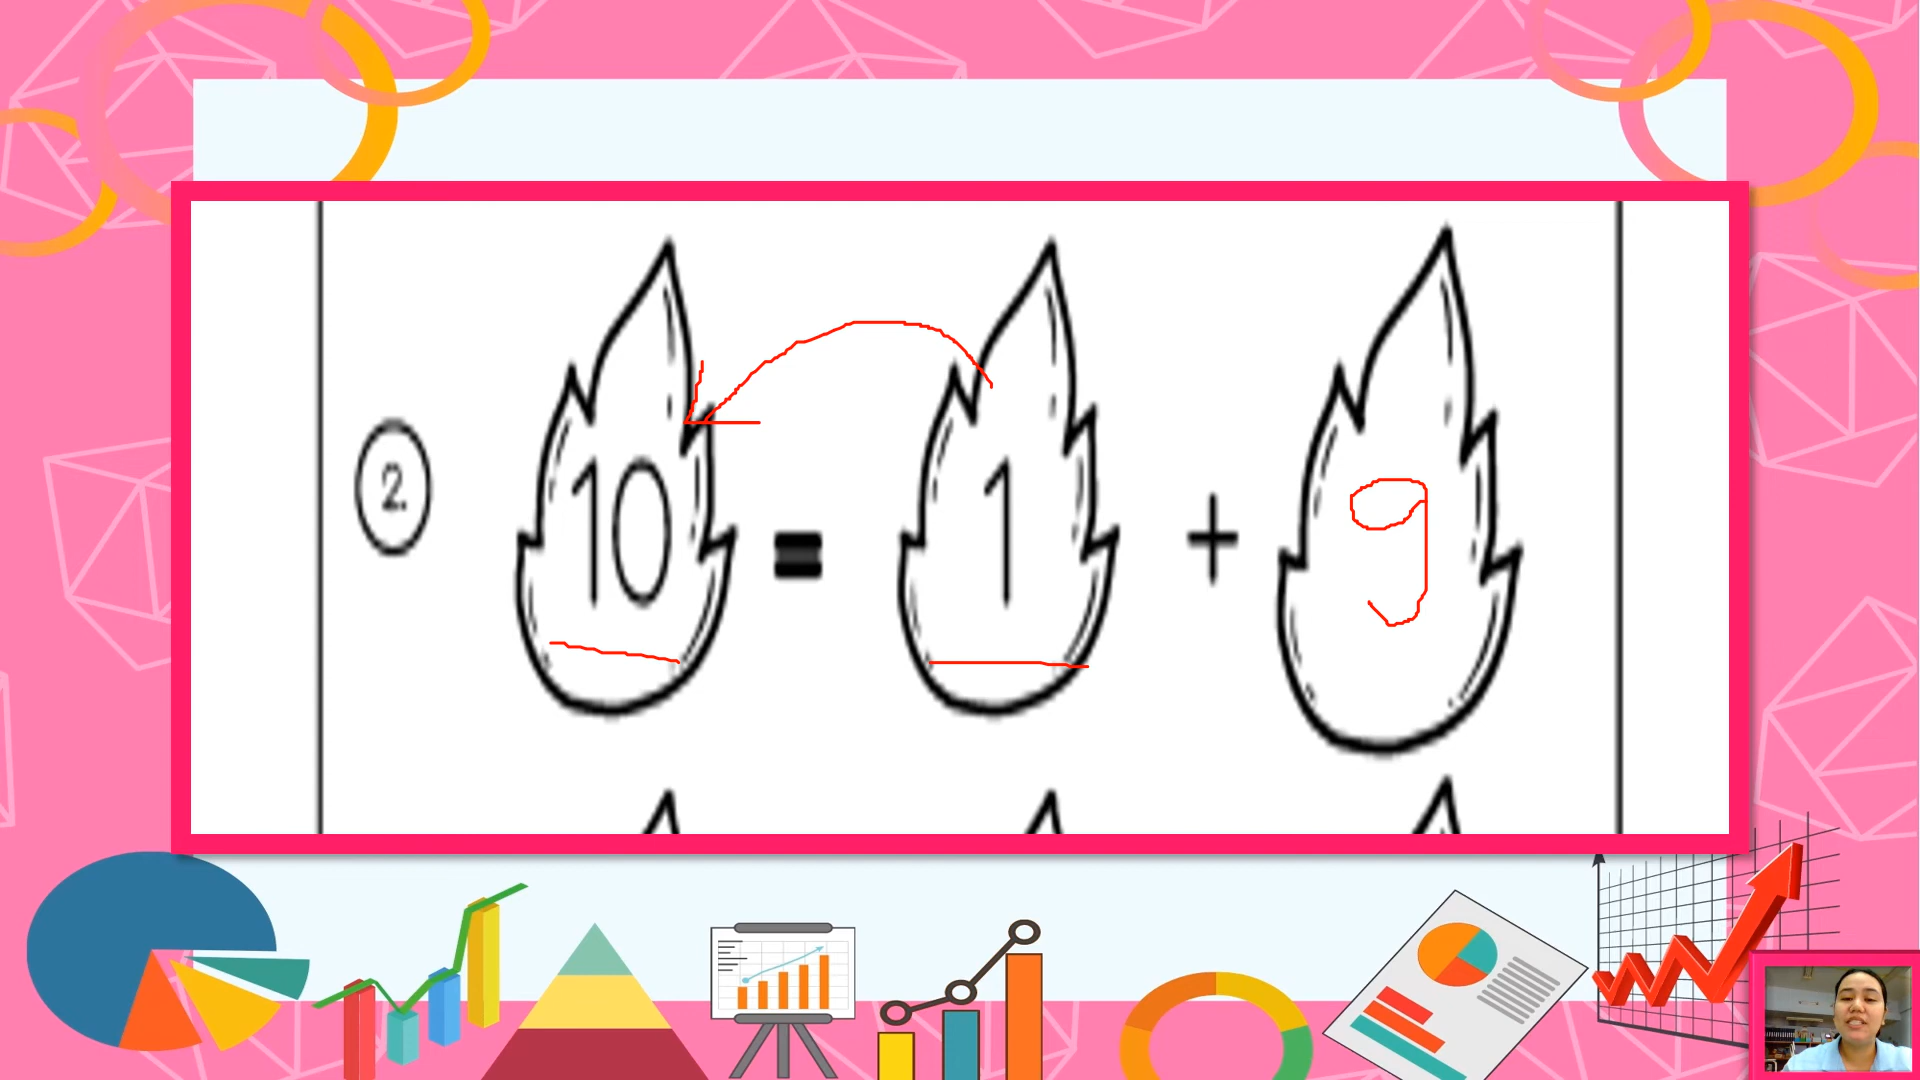 2. 10 = 1 + 9